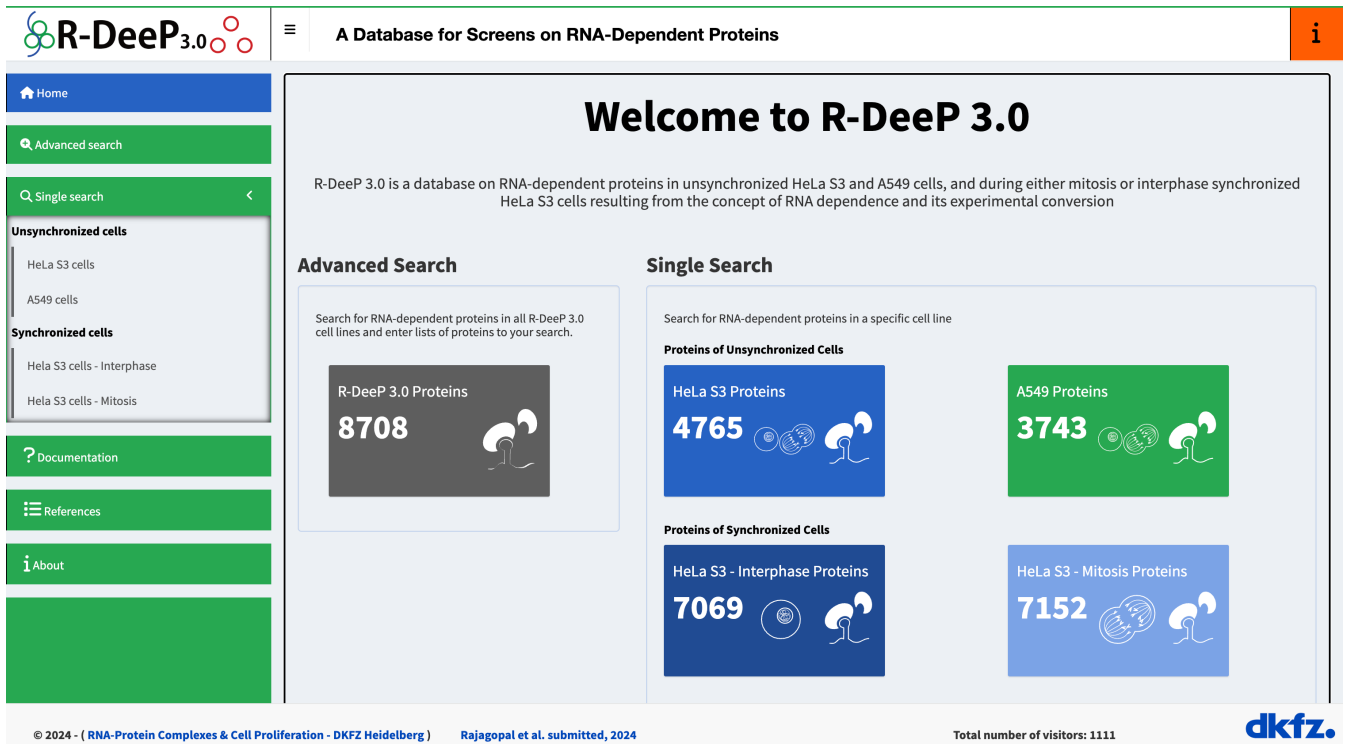 R-DeeP3.0
A Database for Screens on RNA-Dependent Proteins
i
Home
Advanced search
Single search
Unsynchronized cells
HeLa S3 cells
A549 cells
Synchronized cells
Hela S3 cells - Interphase
Hela S3 cells - Mitosis
? Documentation
References
i About
Welcome to R-DeeP 3.0
R-DeeP 3.0 is a database on RNA-dependent proteins in unsynchronized HeLa S3 and A549 cells, and during either mitosis or interphase synchronized
HeLa S3 cells resulting from the concept of RNA dependence and its experimental conversion
Advanced Search
Search for RNA-dependent proteins in all R-DeeP 3.0
cell lines and enter lists of proteins to your search.
R-DeeP 3.0 Proteins
8708
Single Search
Search for RNA-dependent proteins in a specific cell line
Proteins of Unsynchronized Cells
HeLa S3 Proteins
4765
A549 Proteins
3743
Proteins of Synchronized Cells
HeLa S3 - Interphase Proteins
7069
HeLa S3 - Mitosis Proteins
7152
© 2024 - ( RNA-Protein Complexes & Cell Proliferation - DKFZ Heidelberg ) Rajagopal et al. submitted, 2024 Total number of visitors: 1111
dkfz.